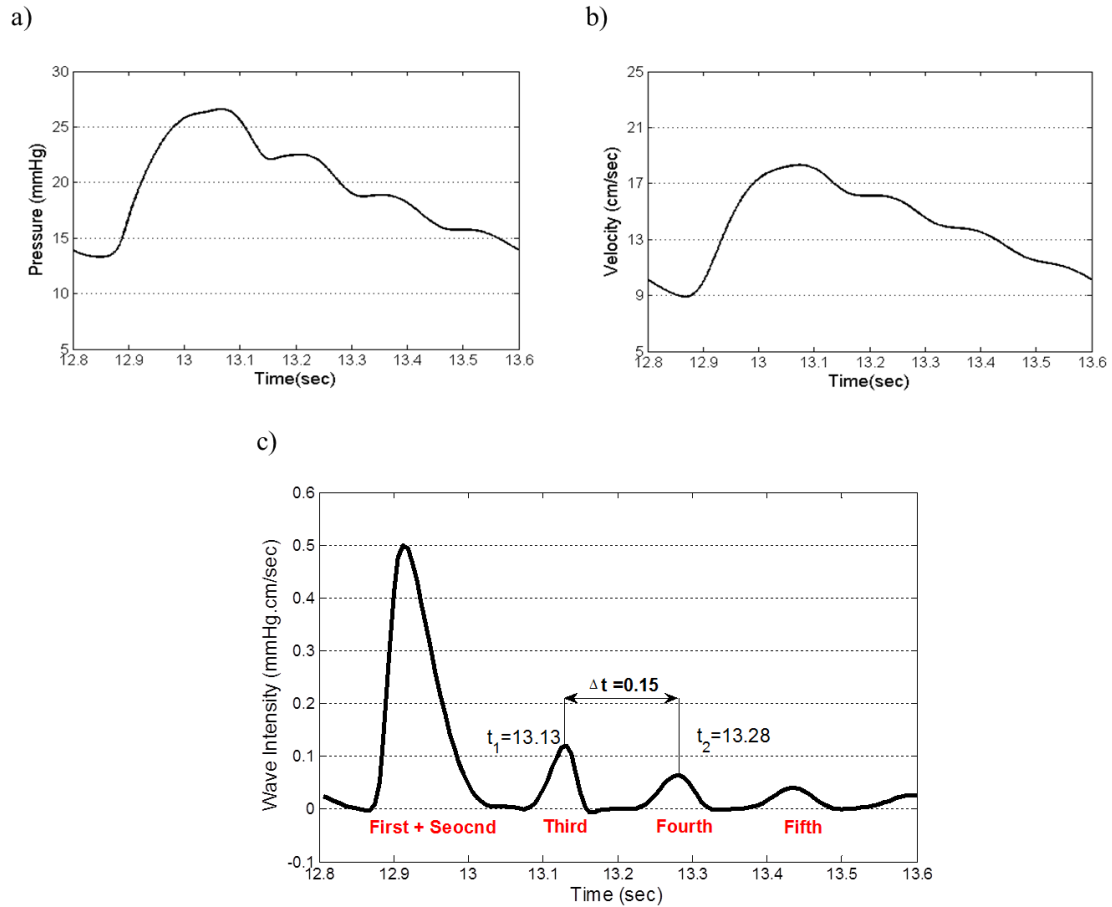 a)
b)
30
25
20
15
10
5
Pressure (mmHg)
12.8 12.9 13 13.1 13.2 13.3 13.4 13.5 13.6
Time(sec)
25
21
17
13
9
5
Velocity (cm/sec)
12.8 12.9 13 13.1 13.2 13.3 13.4 13.5 13.6
Time(sec)
c)
0.6
0.5
0.4
0.3
0.2
0.1
0
-0.1
Wave Intensity (mmHg.cm/sec)
Δt =0.15
t1=13.13
t2=13.28
First + Seocnd Third Fourth Fifth
12.8 12.9 13 13.1 13.2 13.3 13.4 13.5 13.6
Time (sec)